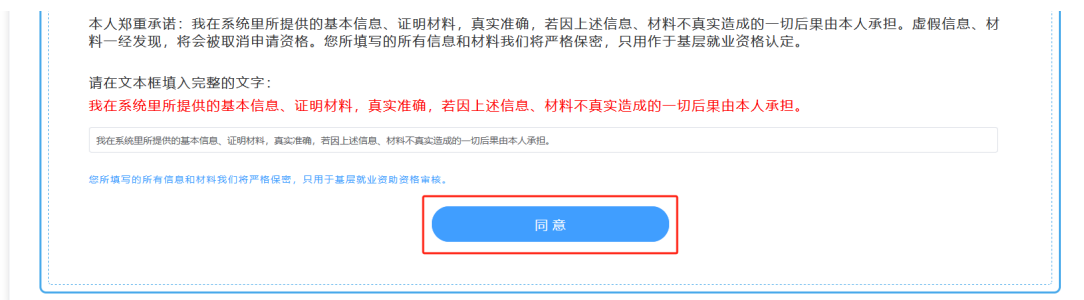 本人郑重承诺：我在系统里所提供的基本信息、证明材料，真实准确，若因上述信息、材料不真实造成的一切后果由本人承担。虚假信息、材
料一经发现，将会被取消申请资格。您所填写的所有信息和材料我们将严格保密，只用作于基层就业资格认定。
请在文本框填入完整的文字：
我在系统里所提供的基本信息、证明材料，真实准确，若因上述信息、材料不真实造成的一切后果由本人承担。
我在系统里所提供的基本信息、证明材料，真实准确，若因上述信息、材料不真实造成的一切后果由本人承担。
您所填写的所有信息和材料我们将严格保密，只用于基层就业资助资格审核。
同意